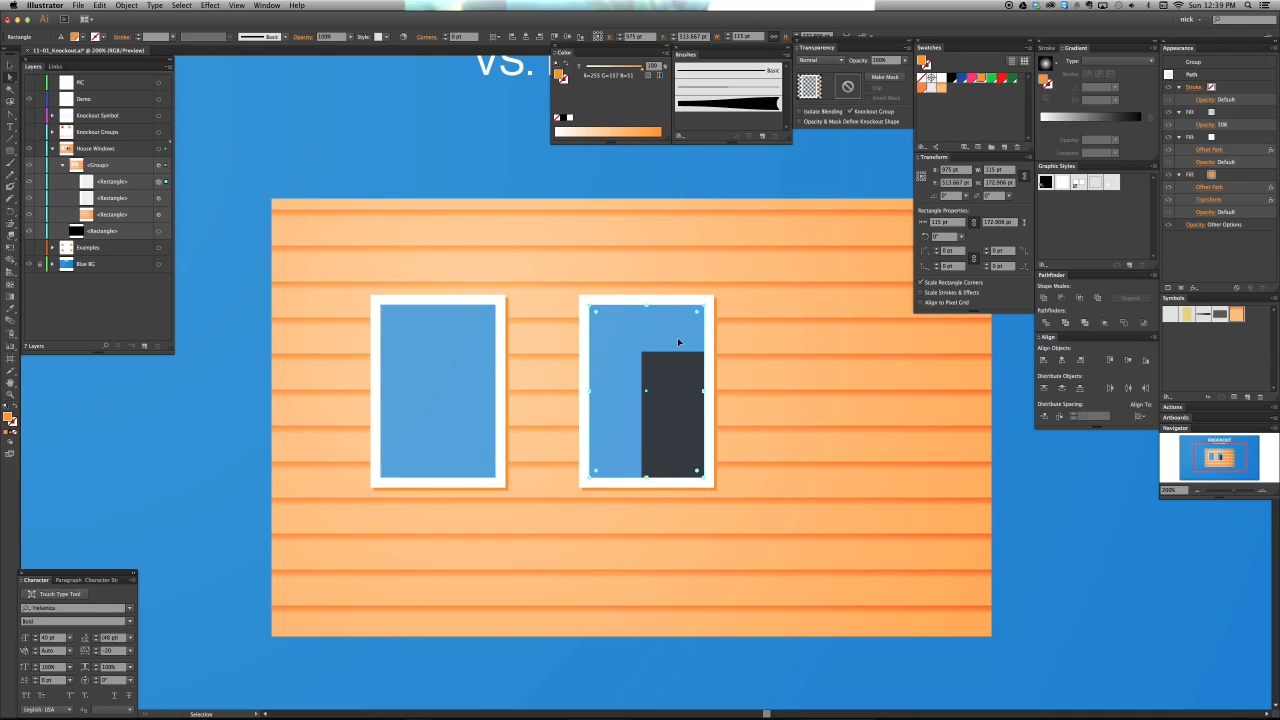 Illustrator File Edit Object Type Select Effect View Window Help
Sun 12:39 PM
nick
Rectangle Stroke: Basic Opacity: 100% Style: Corners: 0 pt X: 975 pt Y: 513.667 pt W: 115 pt
11-01_Knockout.ai* @ 200% (RGB/Preview)
Layers Links
PiC
Demo
Knockout Symbol
Knockout Groups
House Windows
<Group>
<Rectangle>
<Rectangle>
<Rectangle>
<Rectangle>
Examples
Blue BG
7 Layers
vs.
Color
T 100 %
R=255 G=157 B=51
Brushes
Basic
Transparency
Normal Opacity: 100%
Make Mask
Clip
Invert Mask
Isolate Blending Knockout Group
Opacity & Mask Define Knockout Shape
Swatches
Transform
X: 975 pt W: 115 pt
Y: 513.667 pt H: 172.906 pt
0° 0°
Rectangle Properties:
115 pt 172.906 pt
0°
0 pt 0 pt
0 pt 0 pt
Scale Rectangle Corners
Scale Strokes & Effects
Align to Pixel Grid
Stroke Gradient
Type:
Stroke:
Opacity:
Location:
Graphic Styles
Pathfinder
Shape Modes:
Expand
Pathfinders:
Align
Align Objects:
Distribute Objects:
Distribute Spacing: Align To:
Appearance
Group
Path
Stroke:
Opacity: Default
Fill:
Opacity: 30%
Fill:
Offset Path
Opacity: Default
Fill:
Offset Path
Transform
Opacity: Default
Opacity: Other Options
Symbols
Actions
Artboards
Navigator
KNOCKOUT
200%
Character Paragraph Character St
Touch Type Tool
Helvetica
Bold
40 pt (48 pt)
Auto -20
100% 100%
0 pt 0°
English: USA
Selection